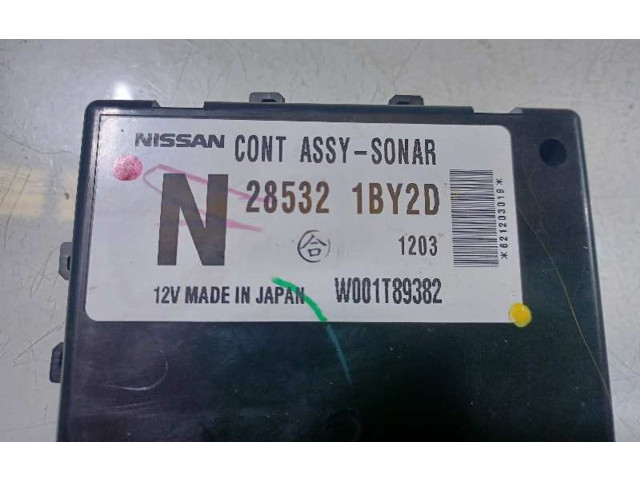 NISSAN CONT ASSY-SONAR
N 28532 1BY2D
合 1203
12V MADE IN JAPAN W001T89382
*621203019*